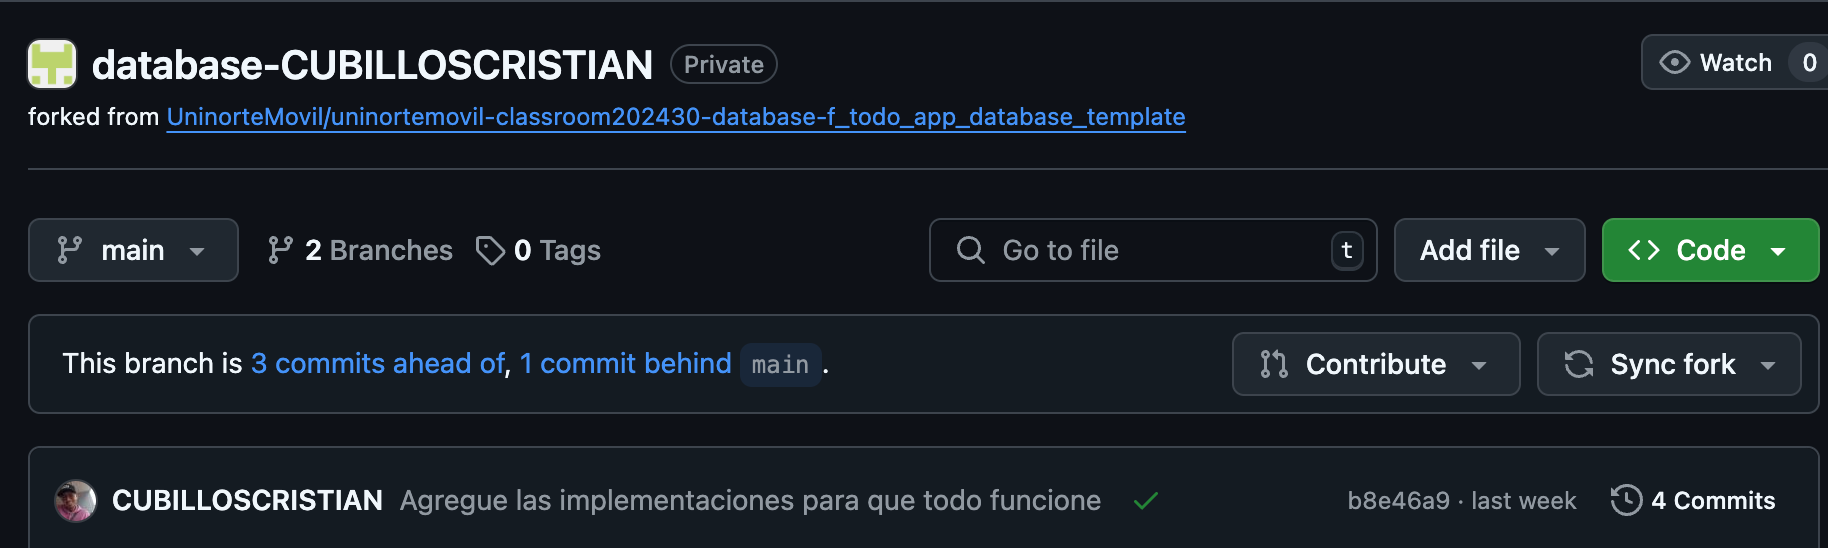 database-CUBILLOSCRISTIAN Private Watch 0
forked from UninorteMovil/uninortemovil-classroom202430-database-f_todo_app_database_template
main 2 Branches 0 Tags Go to file t Add file Code
This branch is 3 commits ahead of, 1 commit behind main . Contribute Sync fork
CUBILLOSCRISTIAN Agregue las implementaciones para que todo funcione b8e46a9 · last week 4 Commits